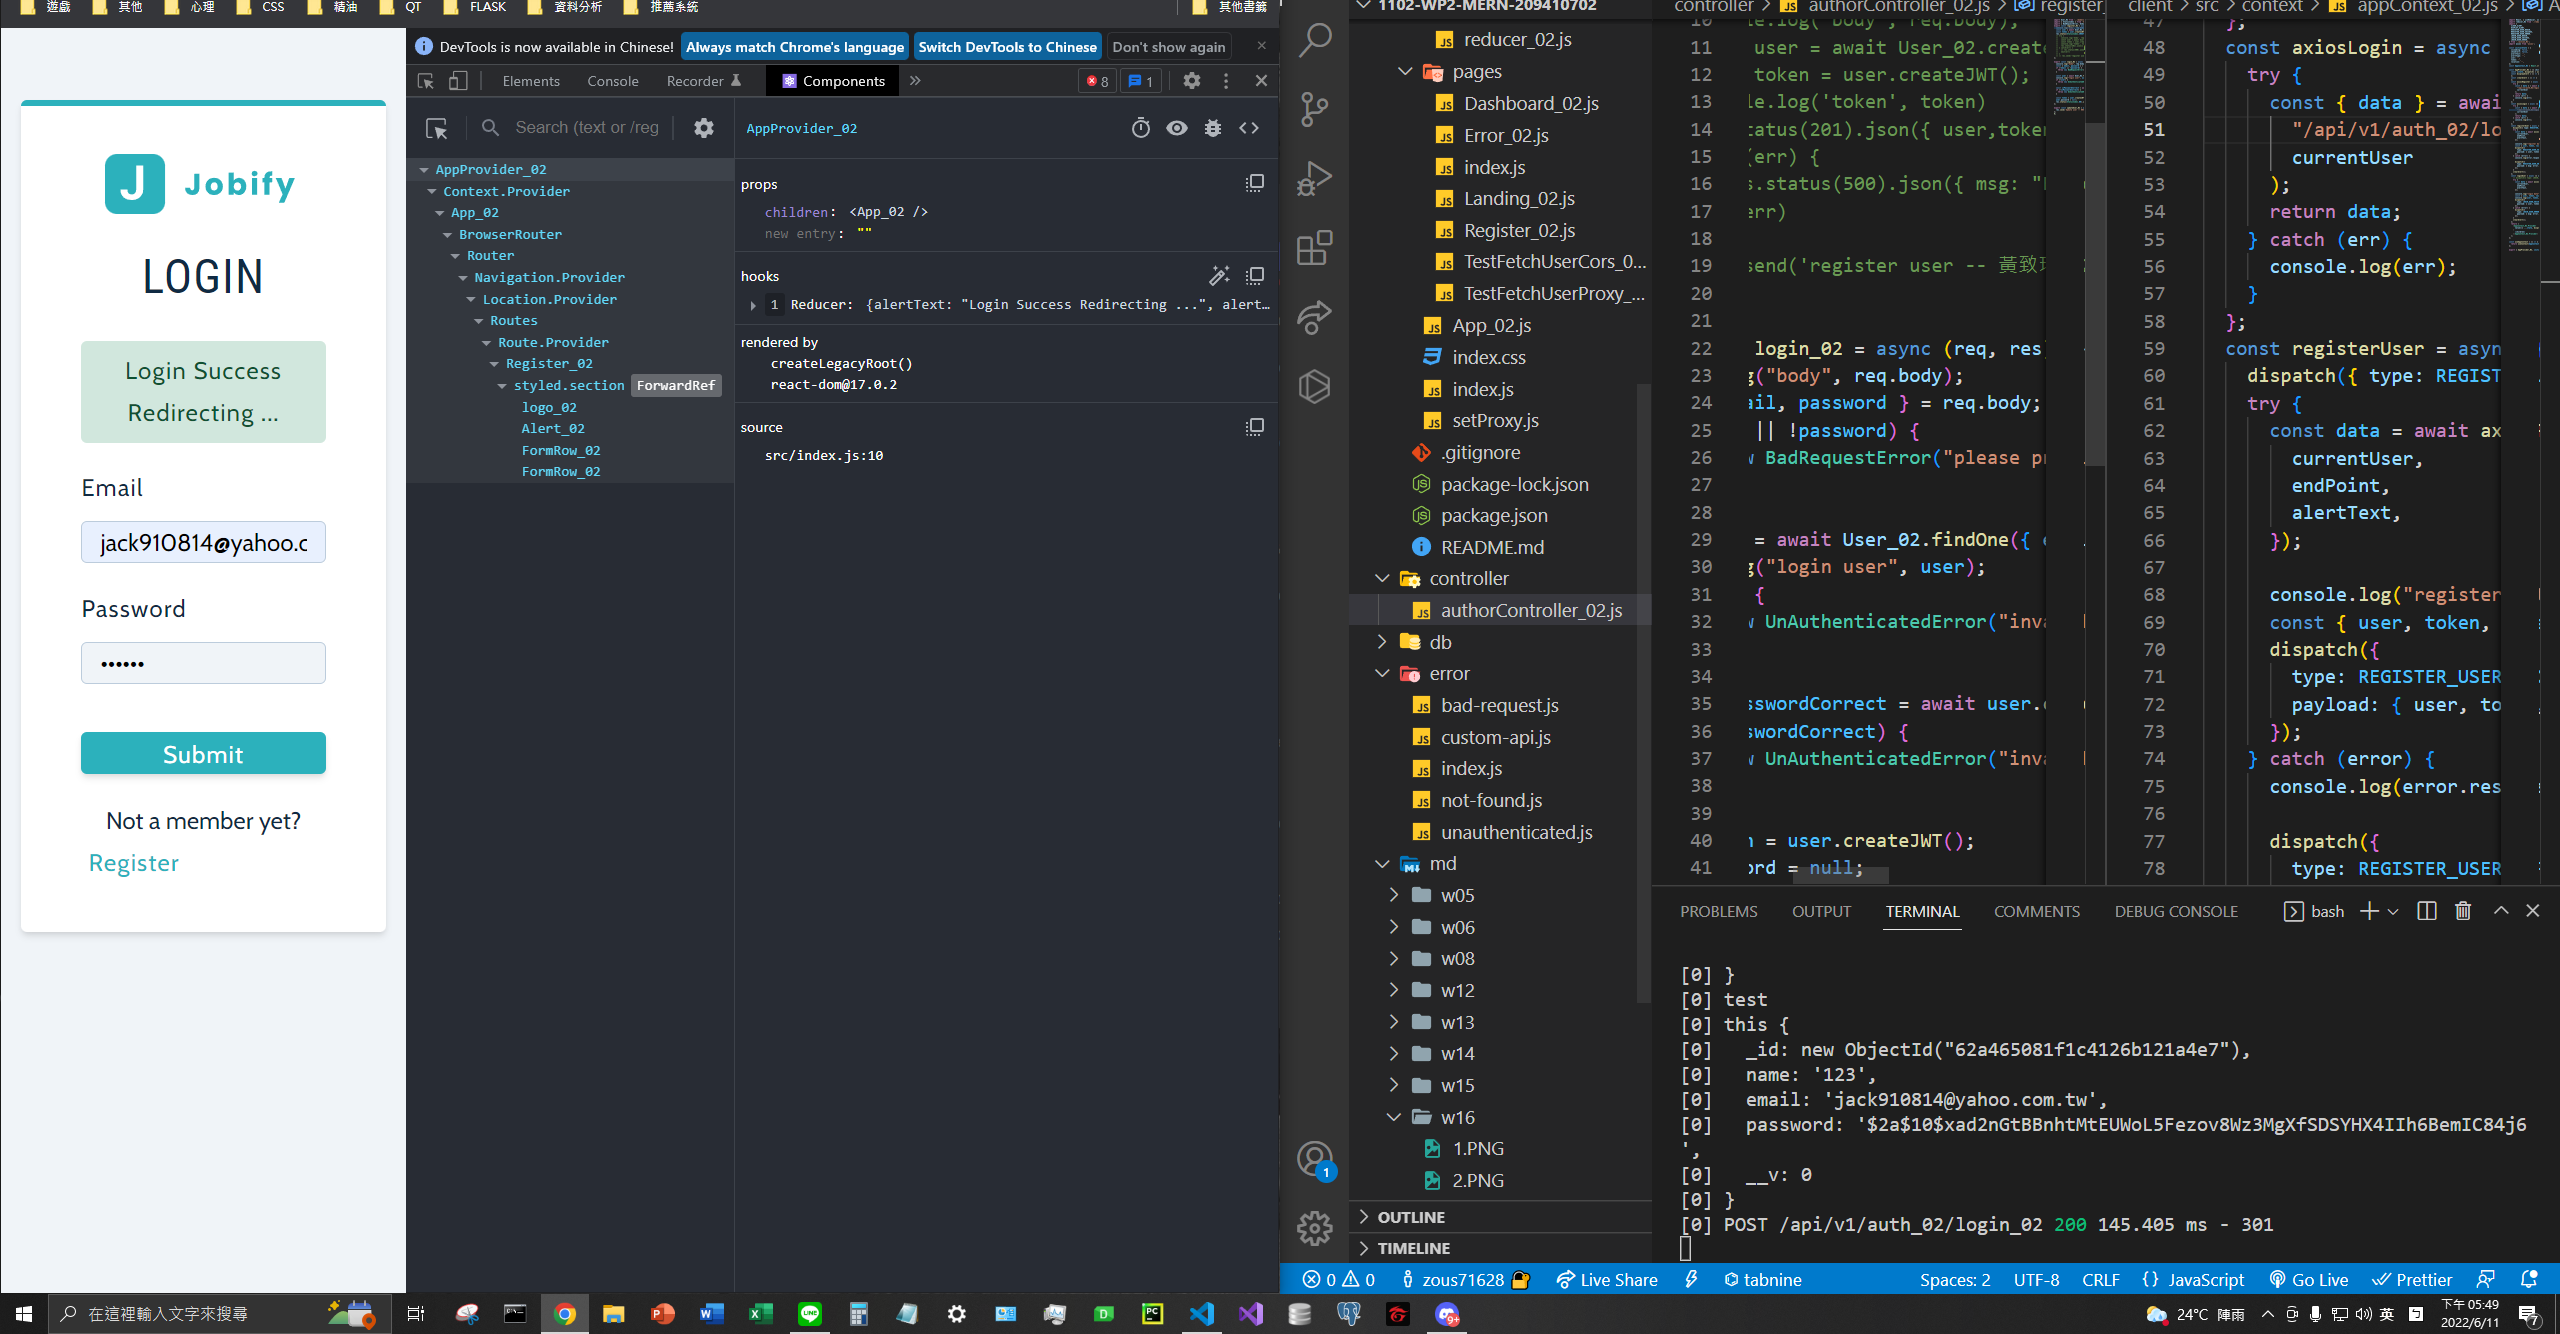 遊戲
其他
心理
CSS
精油
QT
FLASK
資料分析
推薦系統
其他書籤
Jobify
LOGIN
Login Success
Redirecting ...
Email
jack910814@yahoo.c
Password
••••••
Submit
Not a member yet?
Register
DevTools is now available in Chinese!
Always match Chrome's language
Switch DevTools to Chinese
Don't show again
Elements
Console
Recorder
Components
8
1
Search (text or /reg
AppProvider_02
AppProvider_02
Context.Provider
App_02
BrowserRouter
Router
Navigation.Provider
Location.Provider
Routes
Route.Provider
Register_02
styled.section ForwardRef
logo_02
Alert_02
FormRow_02
FormRow_02
props
children: <App_02 />
new entry: ""
hooks
1 Reducer: {alertText: "Login Success Redirecting ...", alert…
rendered by
createLegacyRoot()
react-dom@17.0.2
source
src/index.js:10
1102-WP2-MERN-209410702
reducer_02.js
pages
Dashboard_02.js
Error_02.js
index.js
Landing_02.js
Register_02.js
TestFetchUserCors_0...
TestFetchUserProxy_...
App_02.js
index.css
index.js
setProxy.js
.gitignore
package-lock.json
package.json
README.md
controller
authorController_02.js
db
error
bad-request.js
custom-api.js
index.js
not-found.js
unauthenticated.js
md
w05
w06
w08
w12
w13
w14
w15
w16
1.PNG
2.PNG
OUTLINE
TIMELINE
controller > authorController_02.js > register_
10 le.log('body', req.body);
11 user = await User_02.creat
12 token = user.createJWT();
13 le.log('token', token)
14 tatus(201).json({ user,token
15 (err) {
16 s.status(500).json({ msg: "
17 err)
18
19 send('register user -- 黃致
20
21
22 login_02 = async (req, res)
23 g("body", req.body);
24 ail, password } = req.body;
25 || !password) {
26 w BadRequestError("please p
27
28
29 = await User_02.findOne({
30 g("login user", user);
31 {
32 w UnAuthenticatedError("inva
33
34
35 sswordCorrect = await user.
36 swordCorrect) {
37 w UnAuthenticatedError("inva
38
39
40 n = user.createJWT();
41 ord = null;
client > src > context > appContext_02.js > A
47 };
48 const axiosLogin = async
49 try {
50 const { data } = awai
51 "/api/v1/auth_02/lo
52 currentUser
53 );
54 return data;
55 } catch (err) {
56 console.log(err);
57 }
58 };
59 const registerUser = asyn
60 dispatch({ type: REGIST
61 try {
62 const data = await ax
63 currentUser,
64 endPoint,
65 alertText,
66 });
67
68 console.log("register
69 const { user, token,
70 dispatch({
71 type: REGISTER_USER
72 payload: { user, to
73 });
74 } catch (error) {
75 console.log(error.res
76
77 dispatch({
78 type: REGISTER_USER
PROBLEMS
OUTPUT
TERMINAL
COMMENTS
DEBUG CONSOLE
bash
[0] }
[0] test
[0] this {
[0] _id: new ObjectId("62a465081f1c4126b121a4e7"),
[0] name: '123',
[0] email: 'jack910814@yahoo.com.tw',
[0] password: '$2a$10$xad2nGtBBnhtMtEUWoL5Fezov8Wz3MgXfSDSYHX4IIh6BemIC84j6
',
[0] __v: 0
[0] }
[0] POST /api/v1/auth_02/login_02 200 145.405 ms - 301
1
0
0
zous71628
Live Share
tabnine
Spaces: 2
UTF-8
CRLF
{} JavaScript
Go Live
Prettier
在這裡輸入文字來搜尋
24°C 陣雨
英
下午 05:49
2022/6/11
7